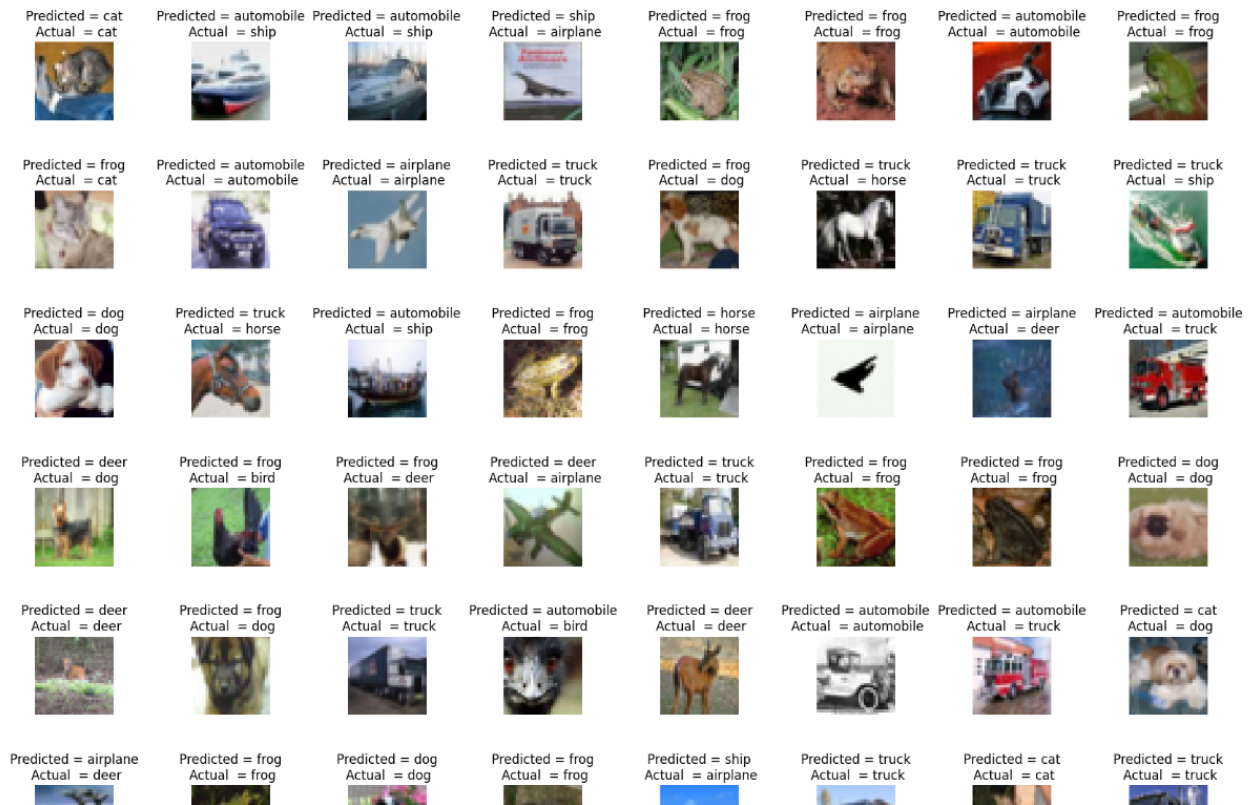 Predicted = cat
Actual = cat
Predicted = automobile
Actual = ship
Predicted = automobile
Actual = ship
Predicted = ship
Actual = airplane
Predicted = frog
Actual = frog
Predicted = frog
Actual = frog
Predicted = automobile
Actual = automobile
Predicted = frog
Actual = frog
Predicted = frog
Actual = cat
Predicted = automobile
Actual = automobile
Predicted = airplane
Actual = airplane
Predicted = truck
Actual = truck
Predicted = frog
Actual = dog
Predicted = truck
Actual = horse
Predicted = truck
Actual = truck
Predicted = truck
Actual = ship
Predicted = dog
Actual = dog
Predicted = truck
Actual = horse
Predicted = automobile
Actual = ship
Predicted = frog
Actual = frog
Predicted = horse
Actual = horse
Predicted = airplane
Actual = airplane
Predicted = airplane
Actual = deer
Predicted = automobile
Actual = truck
Predicted = deer
Actual = dog
Predicted = frog
Actual = bird
Predicted = frog
Actual = deer
Predicted = deer
Actual = airplane
Predicted = truck
Actual = truck
Predicted = frog
Actual = frog
Predicted = frog
Actual = frog
Predicted = dog
Actual = dog
Predicted = deer
Actual = deer
Predicted = frog
Actual = dog
Predicted = truck
Actual = truck
Predicted = automobile
Actual = bird
Predicted = deer
Actual = deer
Predicted = automobile
Actual = automobile
Predicted = automobile
Actual = truck
Predicted = cat
Actual = dog
Predicted = airplane
Actual = deer
Predicted = frog
Actual = frog
Predicted = dog
Actual = dog
Predicted = frog
Actual = frog
Predicted = ship
Actual = airplane
Predicted = truck
Actual = truck
Predicted = cat
Actual = cat
Predicted = truck
Actual = truck